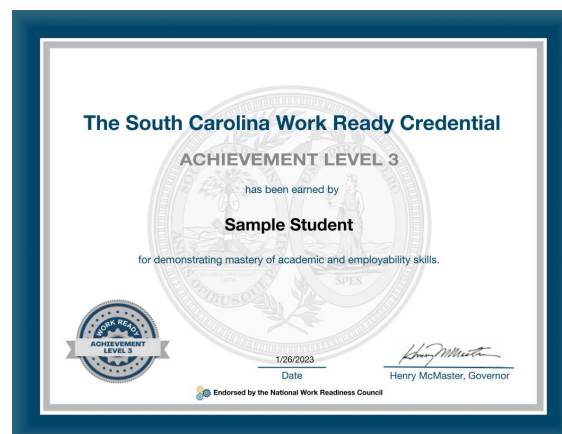 The South Carolina Work Ready Credential
ACHIEVEMENT LEVEL 3
has been earned by
Sample Student
for demonstrating mastery of academic and employability skills.
SPES
WORK READY
ACHIEVEMENT
LEVEL 3
1/26/2023
Date
Henry McMaster, Governor
Endorsed by the National Work Readiness Council